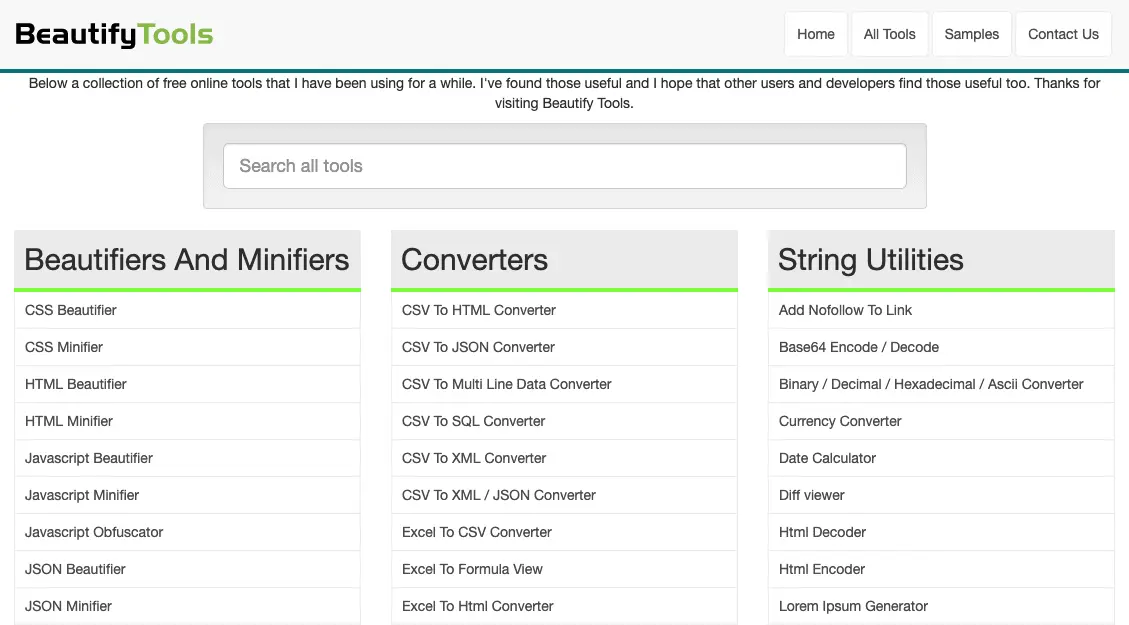 BeautifyTools
Home
All Tools
Samples
Contact Us
Below a collection of free online tools that I have been using for a while. I've found those useful and I hope that other users and developers find those useful too. Thanks for
visiting Beautify Tools.
Search all tools
Beautifiers And Minifiers
CSS Beautifier
CSS Minifier
HTML Beautifier
HTML Minifier
Javascript Beautifier
Javascript Minifier
Javascript Obfuscator
JSON Beautifier
JSON Minifier
Converters
CSV To HTML Converter
CSV To JSON Converter
CSV To Multi Line Data Converter
CSV To SQL Converter
CSV To XML Converter
CSV To XML / JSON Converter
Excel To CSV Converter
Excel To Formula View
Excel To Html Converter
String Utilities
Add Nofollow To Link
Base64 Encode / Decode
Binary / Decimal / Hexadecimal / Ascii Converter
Currency Converter
Date Calculator
Diff viewer
Html Decoder
Html Encoder
Lorem Ipsum Generator